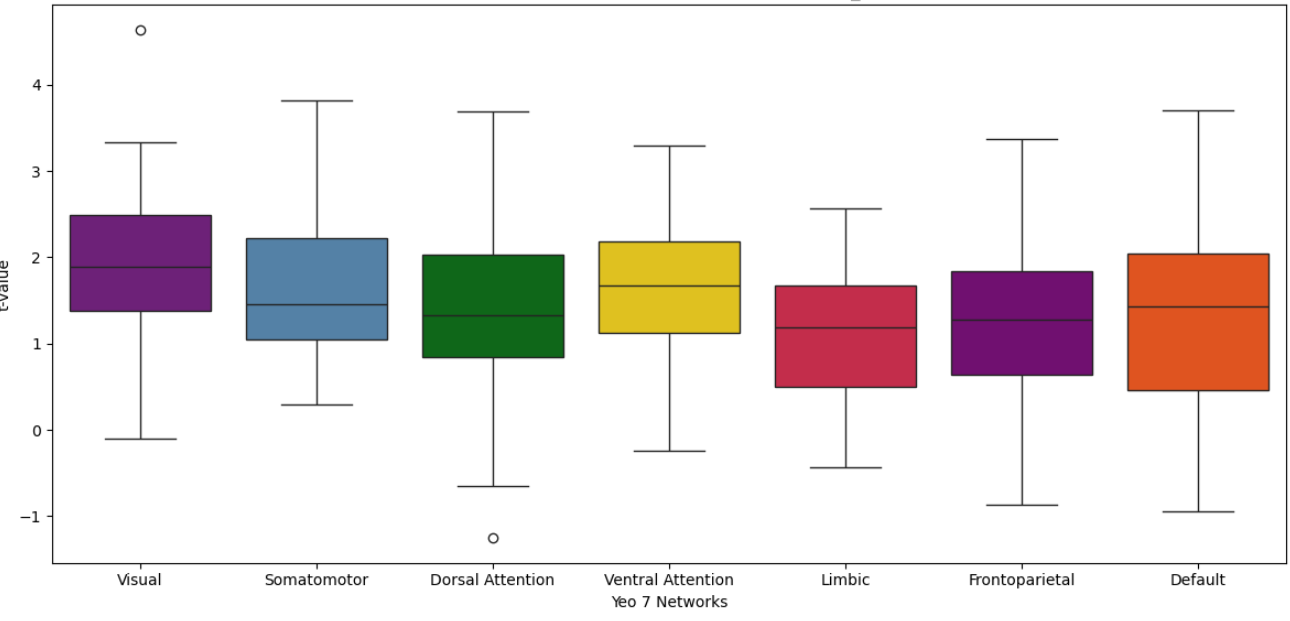 4
3
2
1
0
−1
t-value
Visual
Somatomotor
Dorsal Attention
Ventral Attention
Limbic
Frontoparietal
Default
Yeo 7 Networks